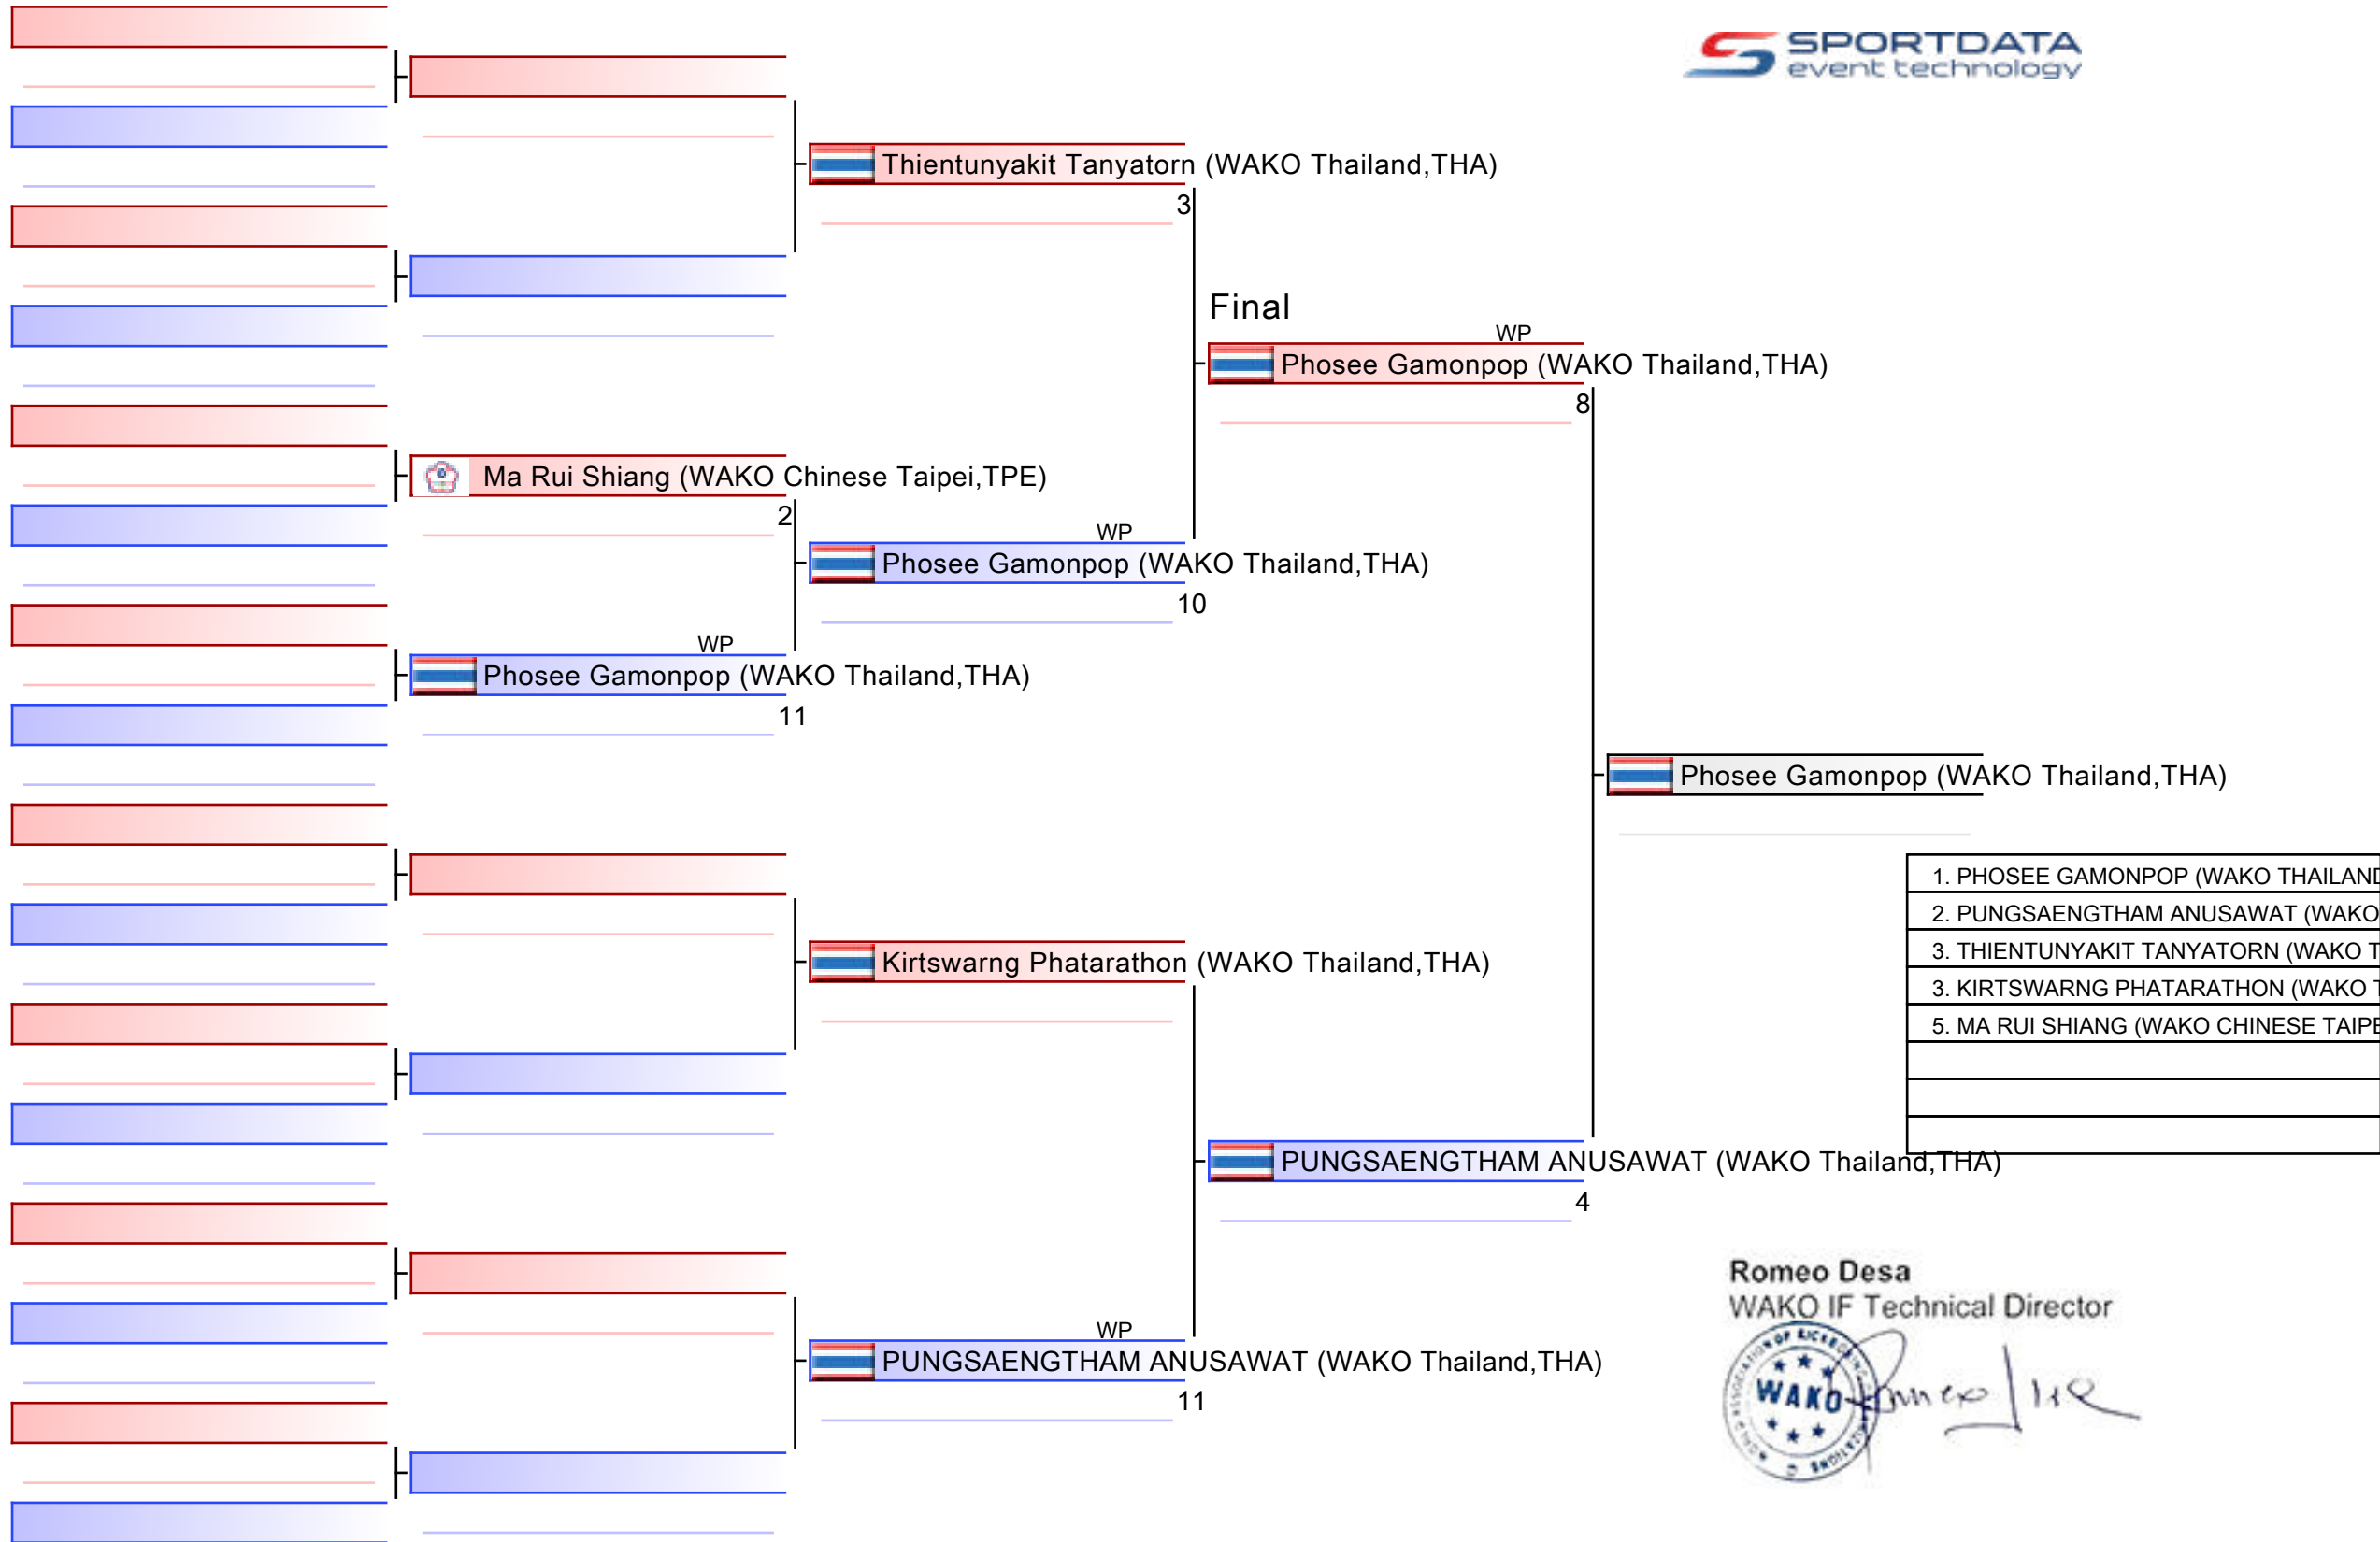 SPORTDATA
event technology
Thientunyakit Tanyatorn (WAKO Thailand,THA)
3
Final
WP
Phosee Gamonpop (WAKO Thailand,THA)
8
Ma Rui Shiang (WAKO Chinese Taipei,TPE)
2
WP
Phosee Gamonpop (WAKO Thailand,THA)
10
WP
Phosee Gamonpop (WAKO Thailand,THA)
11
Phosee Gamonpop (WAKO Thailand,THA)
1. PHOSEE GAMONPOP (WAKO THAILAND
2. PUNGSAENGTHAM ANUSAWAT (WAKO
3. THIENTUNYAKIT TANYATORN (WAKO T
3. KIRTSWARNG PHATARATHON (WAKO T
5. MA RUI SHIANG (WAKO CHINESE TAIPE
Kirtswarng Phatarathon (WAKO Thailand,THA)
PUNGSAENGTHAM ANUSAWAT (WAKO Thailand,THA)
4
WP
PUNGSAENGTHAM ANUSAWAT (WAKO Thailand,THA)
11
Romeo Desa
WAKO IF Technical Director
WAKO